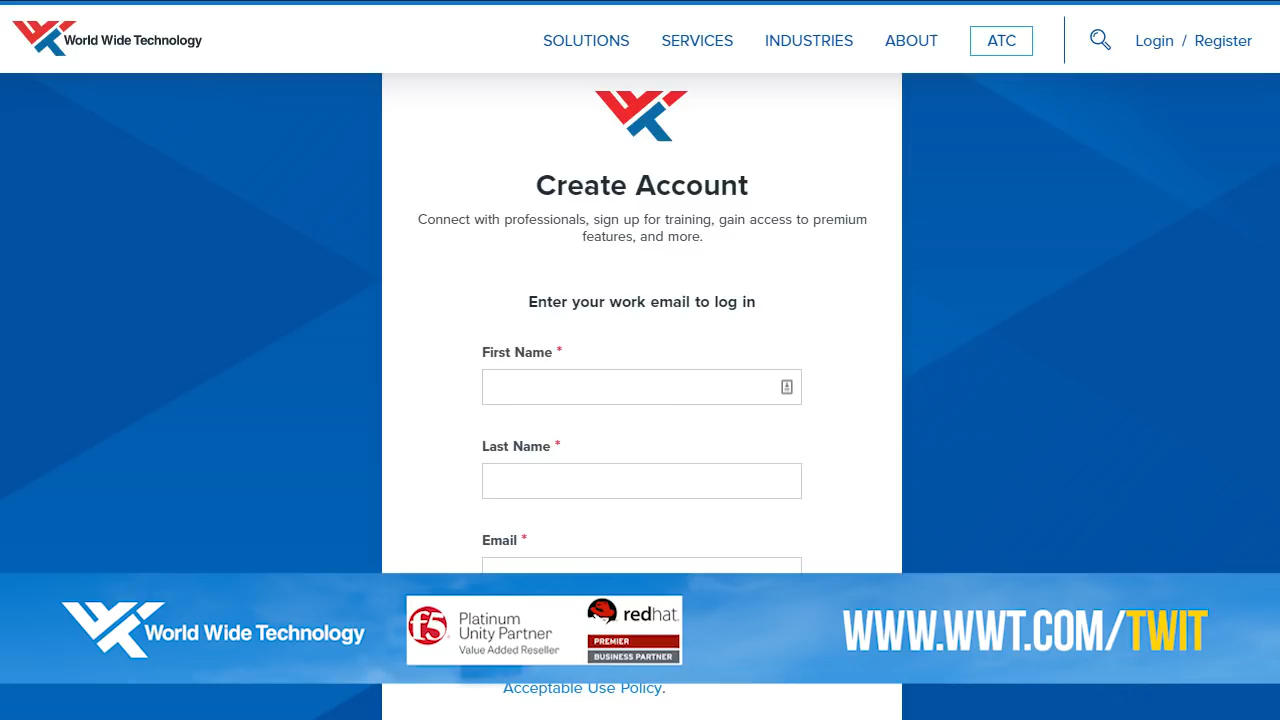 World Wide Technology
SOLUTIONS SERVICES INDUSTRIES ABOUT ATC Login / Register
Create Account
Connect with professionals, sign up for training, gain access to premium
features, and more.
Enter your work email to log in
First Name *
Last Name *
Email *
World Wide Technology
f5
Platinum
Unity Partner
Value Added Reseller
redhat.
PREMIER
BUSINESS PARTNER
WWW.WWT.COM/TWIT
Acceptable Use Policy.